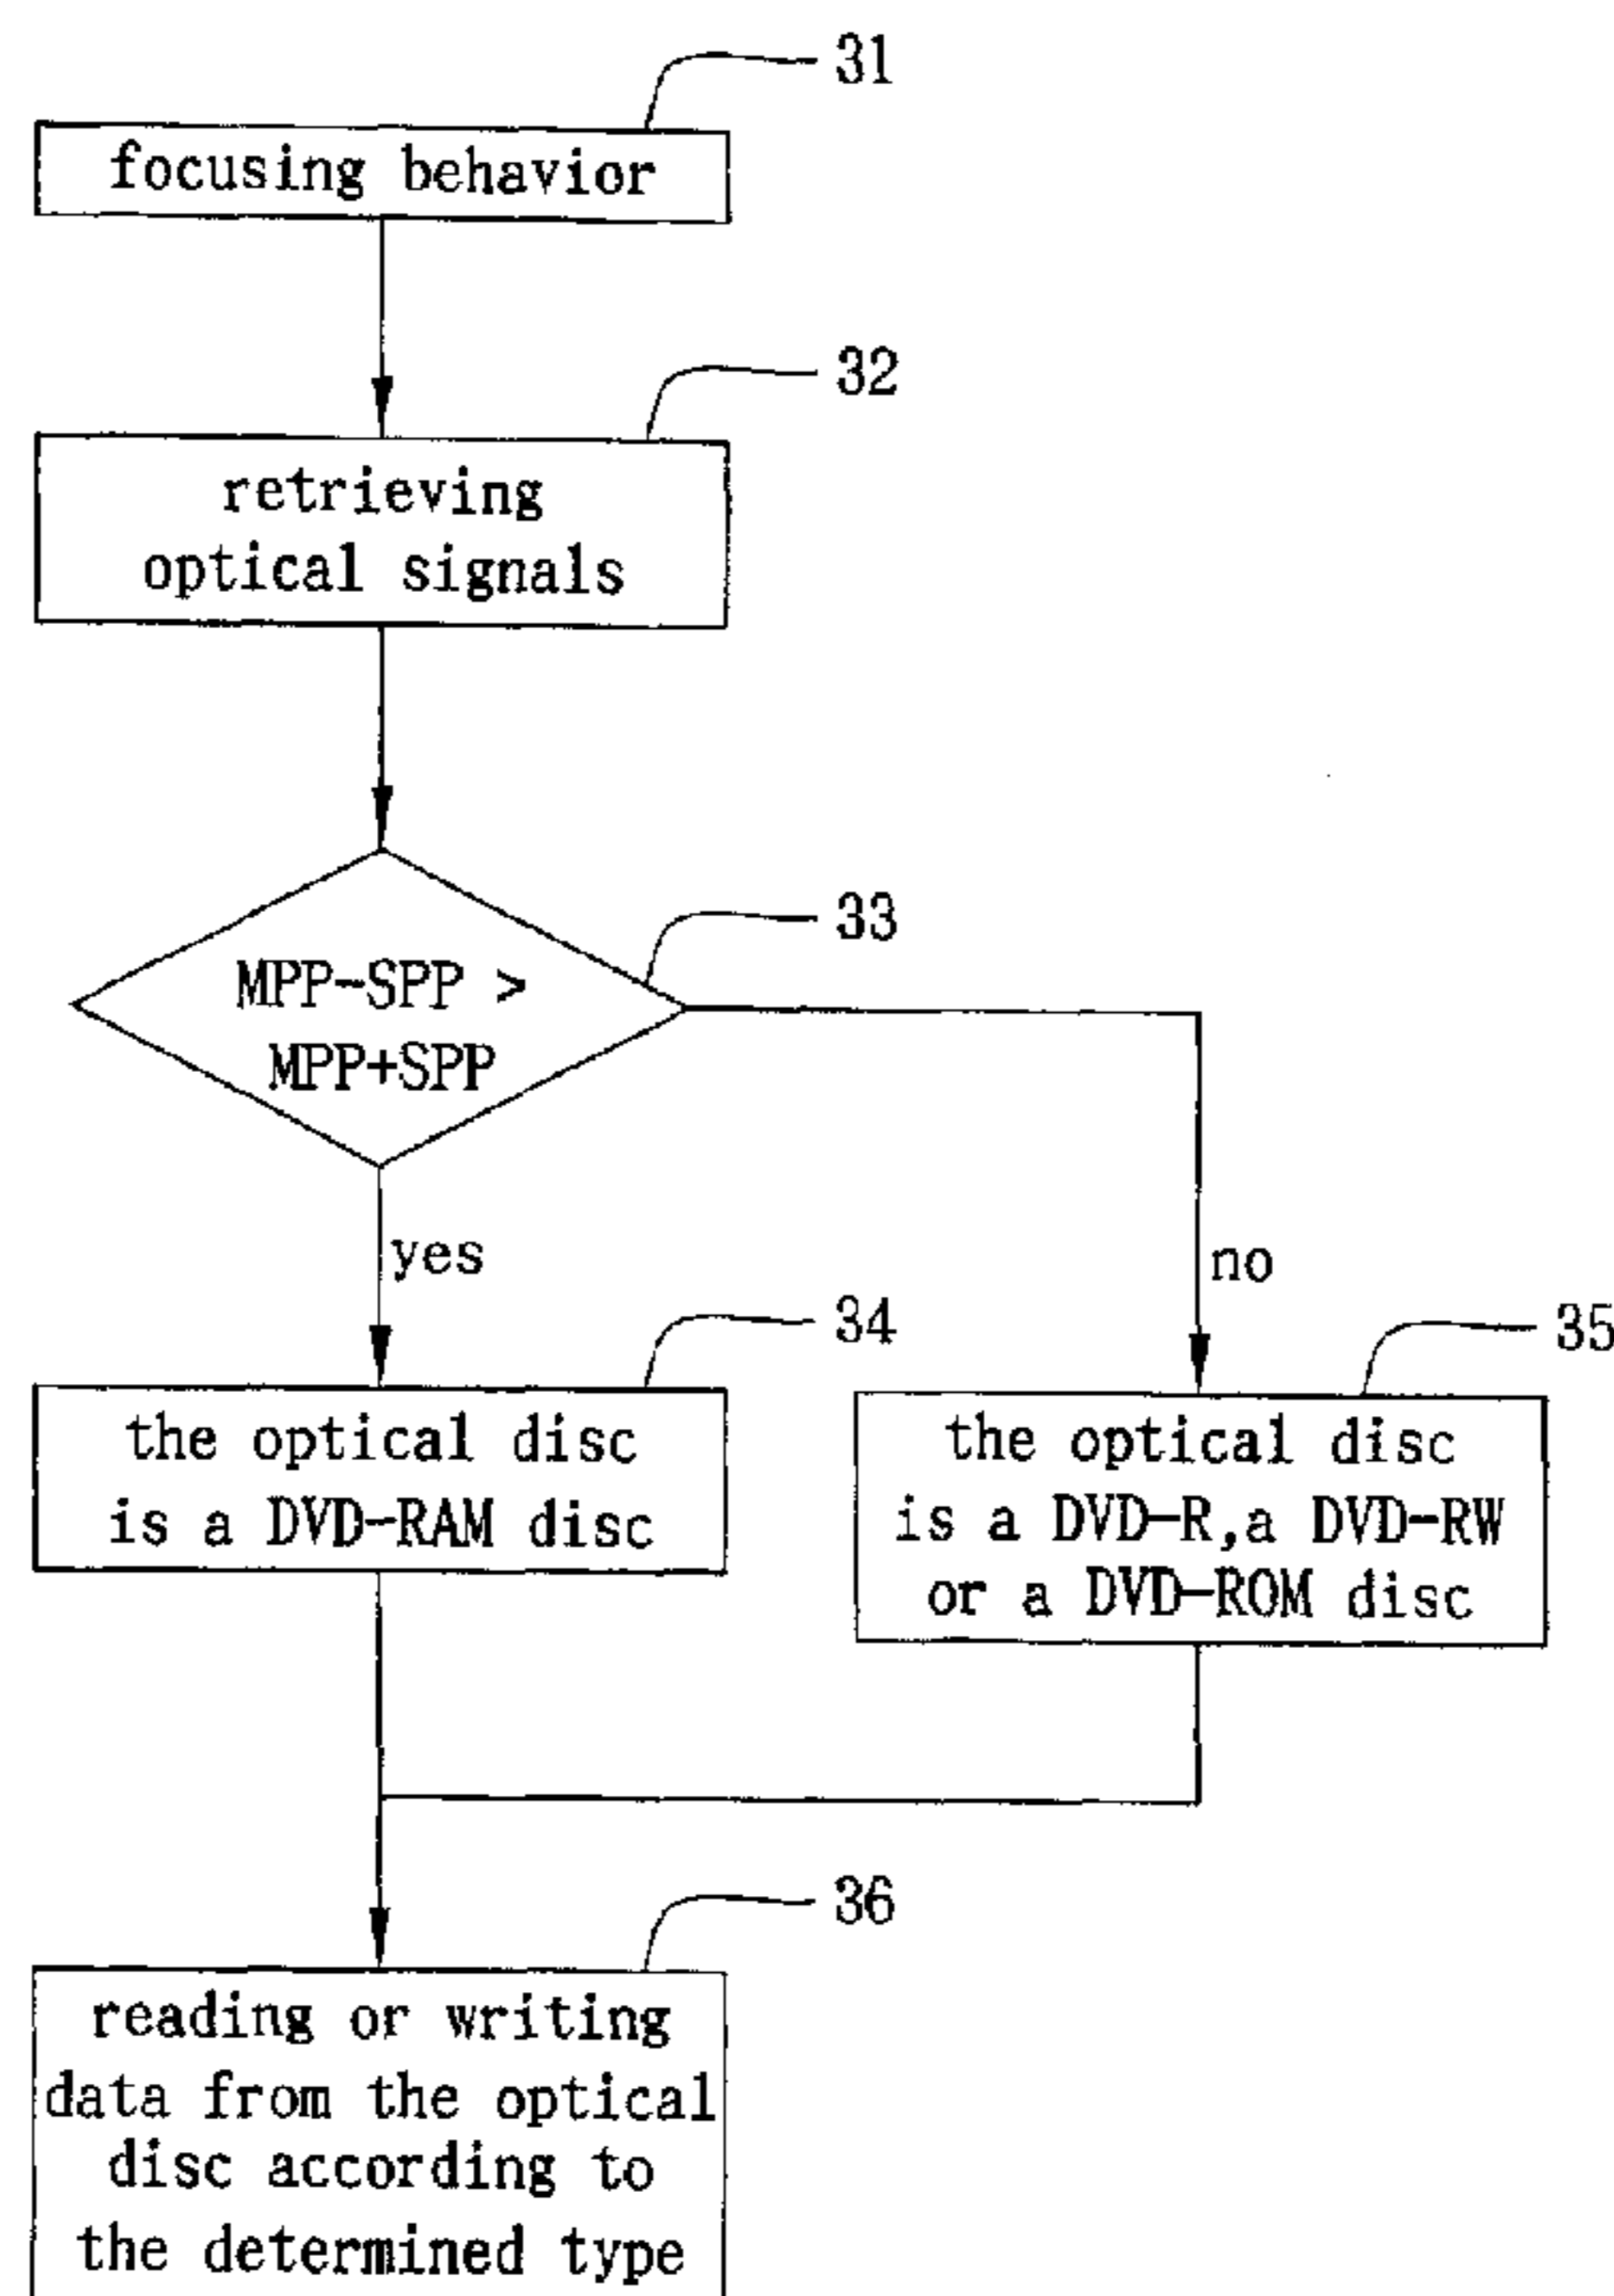 31
focusing behavior
32
retrieving
optical signals
33
MPP-SPP >
MPP+SPP
yes
no
34
the optical disc
is a DVD-RAM disc
35
the optical disc
is a DVD-R,a DVD-RW
or a DVD-ROM disc
36
reading or writing
data from the optical
disc according to
the determined type